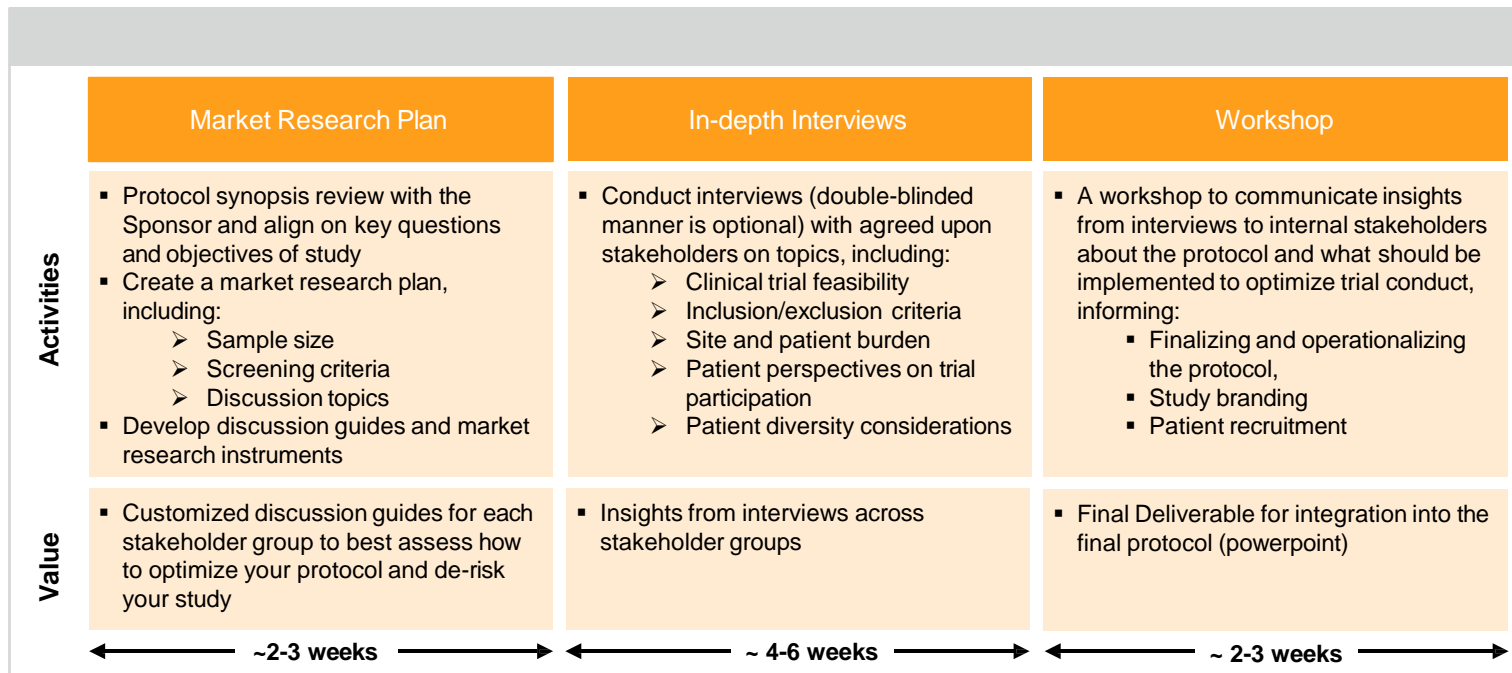 Market Research Plan
In-depth Interviews
Workshop
Activities
▪ Protocol synopsis review with the
Sponsor and align on key questions
and objectives of study
▪ Create a market research plan,
including:
➢ Sample size
➢ Screening criteria
➢ Discussion topics
▪ Develop discussion guides and market
research instruments
▪ Conduct interviews (double-blinded
manner is optional) with agreed upon
stakeholders on topics, including:
➢ Clinical trial feasibility
➢ Inclusion/exclusion criteria
➢ Site and patient burden
➢ Patient perspectives on trial
participation
➢ Patient diversity considerations
▪ A workshop to communicate insights
from interviews to internal stakeholders
about the protocol and what should be
implemented to optimize trial conduct,
informing:
▪ Finalizing and operationalizing
the protocol,
▪ Study branding
▪ Patient recruitment
Value
▪ Customized discussion guides for each
stakeholder group to best assess how
to optimize your protocol and de-risk
your study
▪ Insights from interviews across
stakeholder groups
▪ Final Deliverable for integration into the
final protocol (powerpoint)
~2-3 weeks
~ 4-6 weeks
~ 2-3 weeks